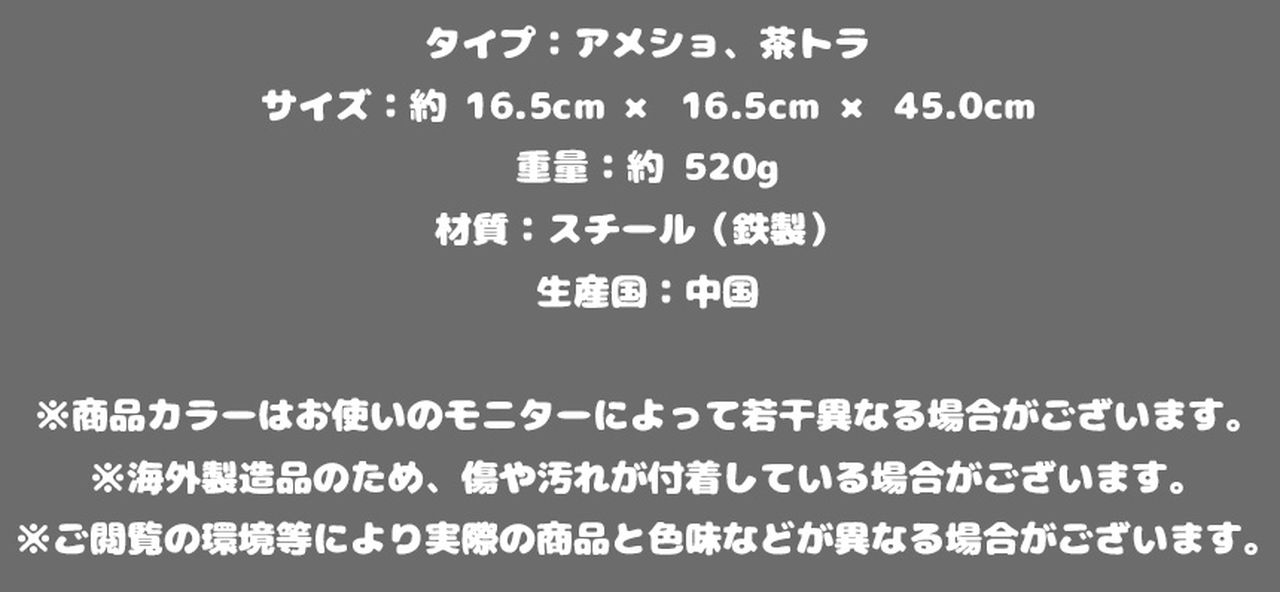 タイプ：アメショ、茶トラ
サイズ：約 16.5cm × 16.5cm × 45.0cm
重量：約 520g
材質：スチール（鉄製）
生産国：中国
※商品カラーはお使いのモニターによって若干異なる場合がございます。
※海外製造品のため、傷や汚れが付着している場合がございます。
※ご閲覧の環境等により実際の商品と色味などが異なる場合がございます。